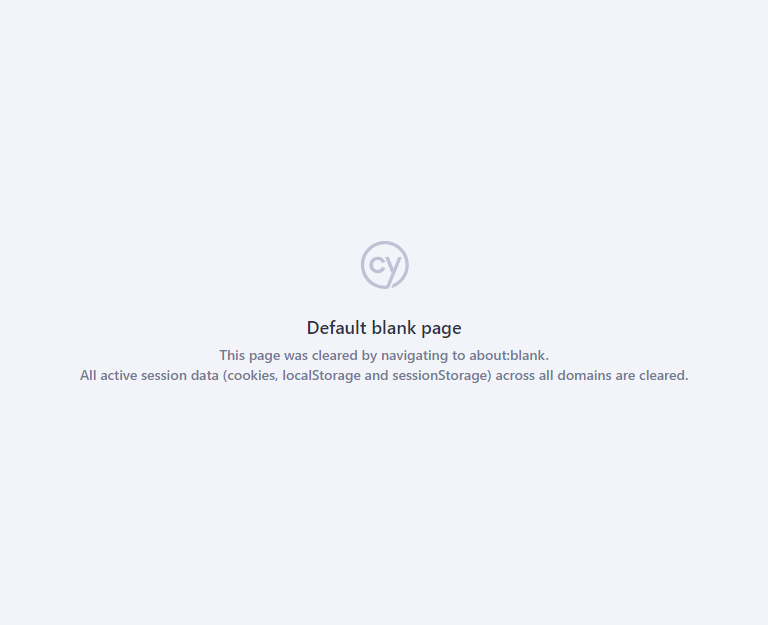 cy
Default blank page
This page was cleared by navigating to about:blank.
All active session data (cookies, localStorage and sessionStorage) across all domains are cleared.